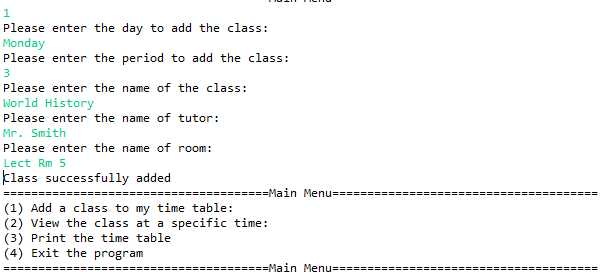 Main Menu
1
Please enter the day to add the class:
Monday
Please enter the period to add the class:
3
Please enter the name of the class:
World History
Please enter the name of tutor:
Mr. Smith
Please enter the name of room:
Lect Rm 5
Class successfully added
======================================Main Menu======================================
(1) Add a class to my time table:
(2) View the class at a specific time:
(3) Print the time table
(4) Exit the program
======================================Main Menu======================================